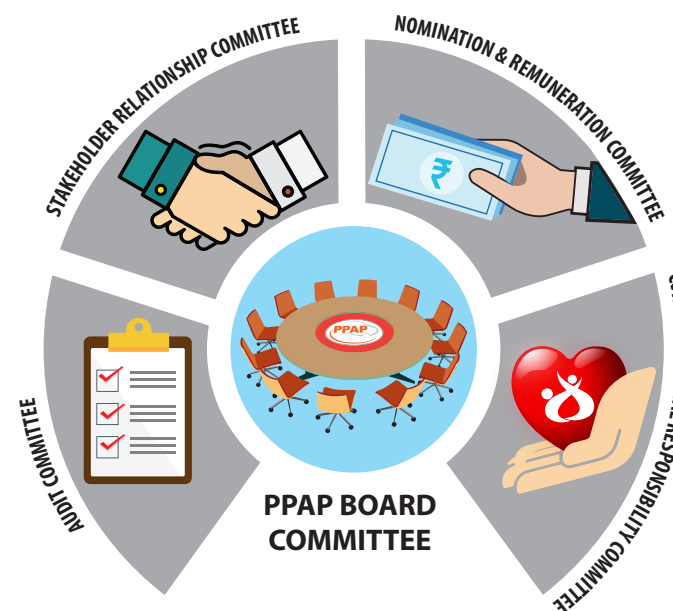 STAKEHOLDER RELATIONSHIP COMMITTEE
NOMINATION & REMUNERATION COMMITTEE
AUDIT COMMITTEE
RESPONSIBILITY COMMITTEE
₹
PPAP
PPAP BOARD
COMMITTEE